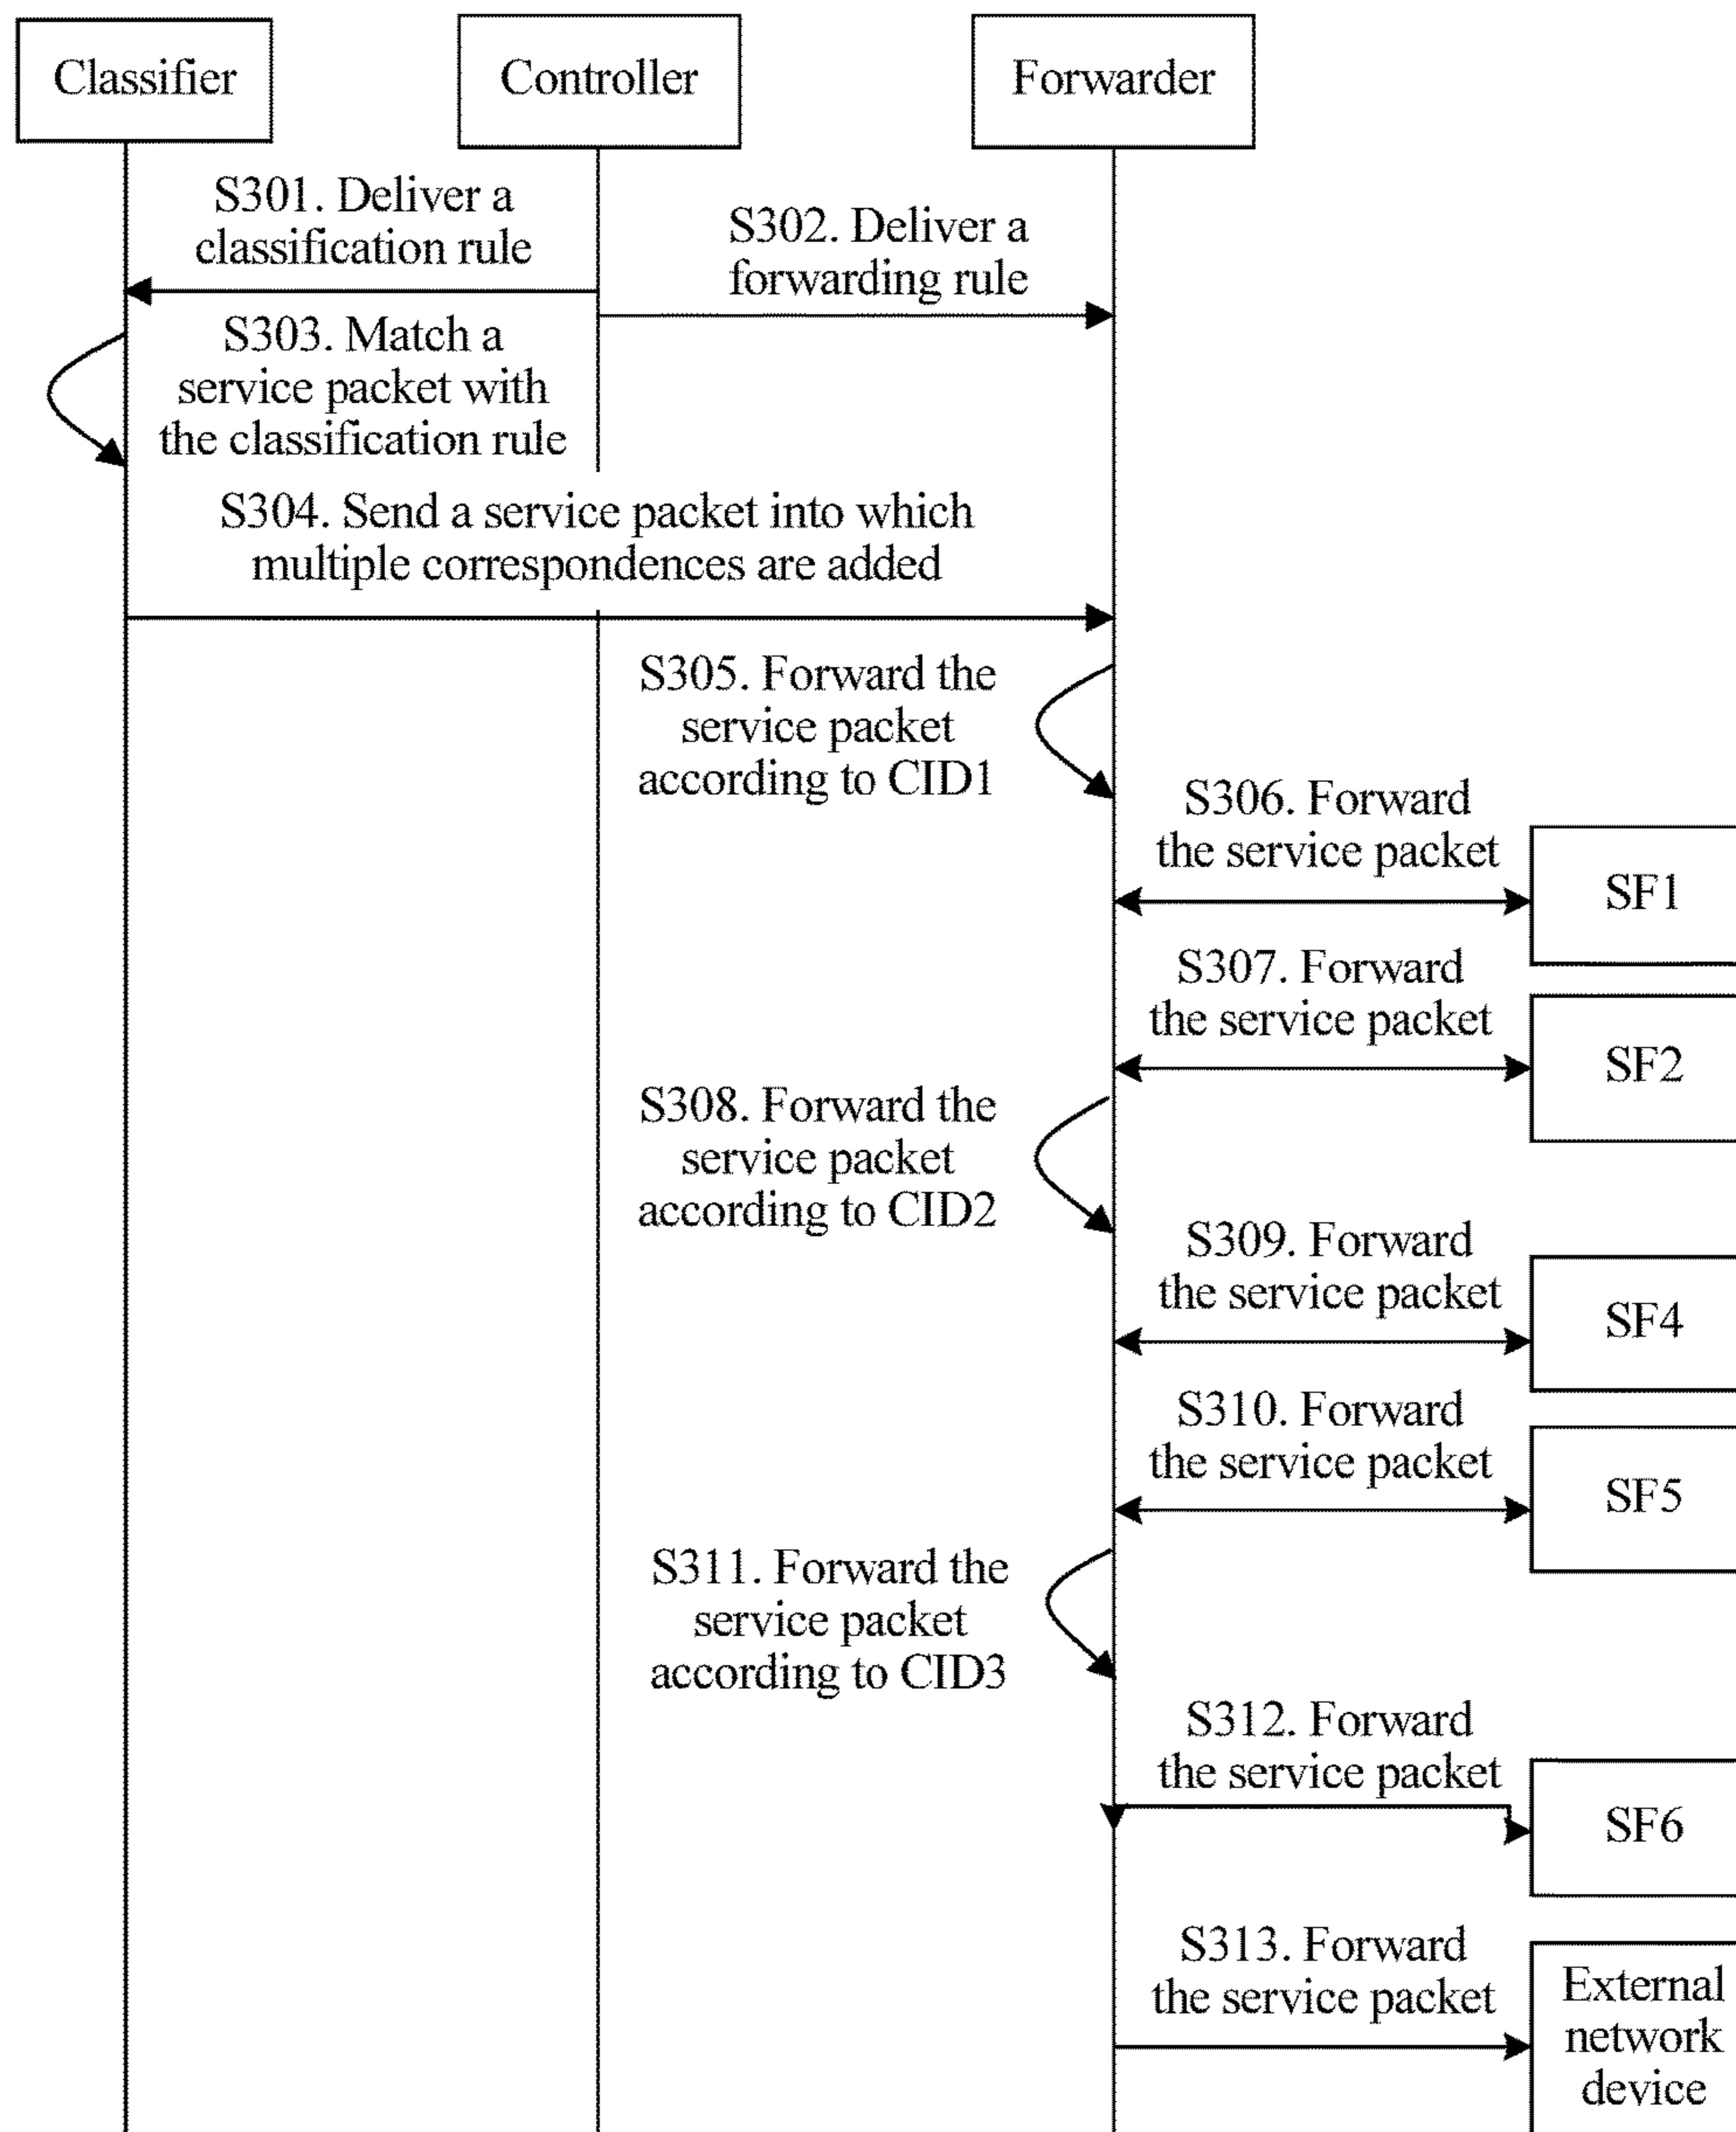 Classifier
Controller
Forwarder
S301. Deliver a
classification rule
S302. Deliver a
forwarding rule
S303. Match a
service packet with
the classification rule
S304. Send a service packet into which
multiple correspondences are added
S305. Forward the
service packet
according to CID1
S306. Forward
the service packet
SF1
S307. Forward
the service packet
SF2
S308. Forward the
service packet
according to CID2
S309. Forward
the service packet
SF4
S310. Forward
the service packet
SF5
S311. Forward the
service packet
according to CID3
S312. Forward
the service packet
SF6
S313. Forward
the service packet
External
network
device